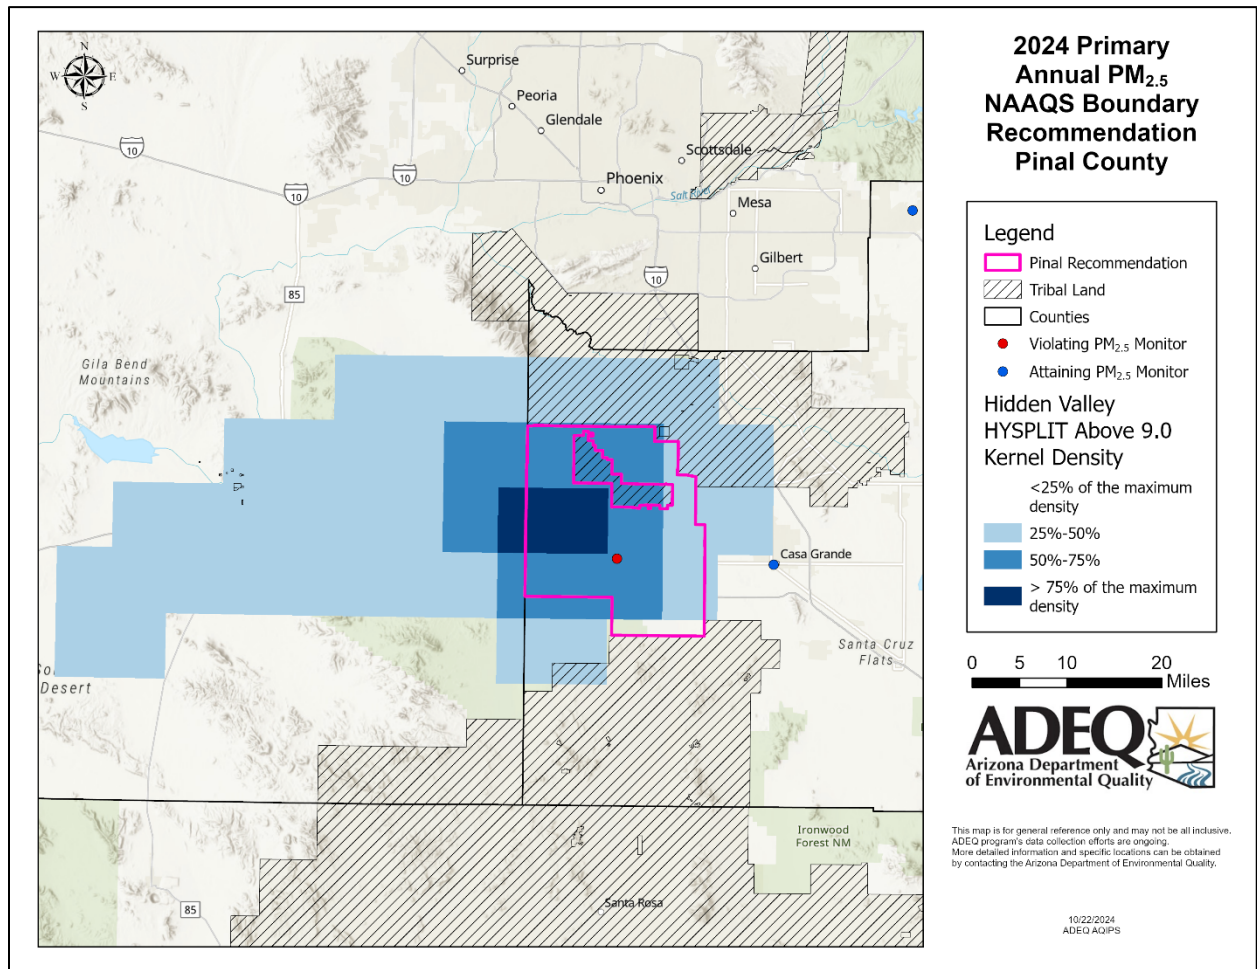 2024 Primary
Annual PM2.5
NAAQS Boundary
Recommendation
Pinal County
Legend
Pinal Recommendation
Tribal Land
Counties
Violating PM2.5 Monitor
Attaining PM2.5 Monitor
Hidden Valley
HYSPLIT Above 9.0
Kernel Density
<25% of the maximum
density
25%-50%
50%-75%
> 75% of the maximum
density
0 5 10 20
Miles
ADEQ
Arizona Department
of Environmental Quality
This map is for general reference only and may not be all inclusive.
ADEQ program's data collection efforts are ongoing.
More detailed information and specific locations can be obtained
by contacting the Arizona Department of Environmental Quality.
10/22/2024
ADEQ AQIPS
N
W E
S
Surprise
Peoria
Glendale
10
Scottsdale
10
10
Phoenix
Salt River
Mesa
Gilbert
10
85
Gila Bend
Mountains
Casa Grande
Santa Cruz
Flats
Desert
Ironwood
Forest NM
85
Santa Rosa